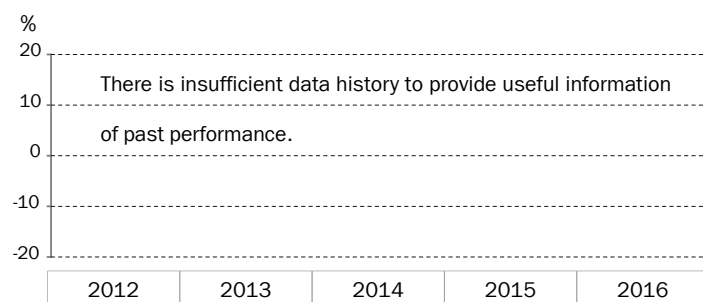 %
20
There is insufficient data history to provide useful information
10
of past performance.
0
-10
-20
2012 2013 2014 2015 2016